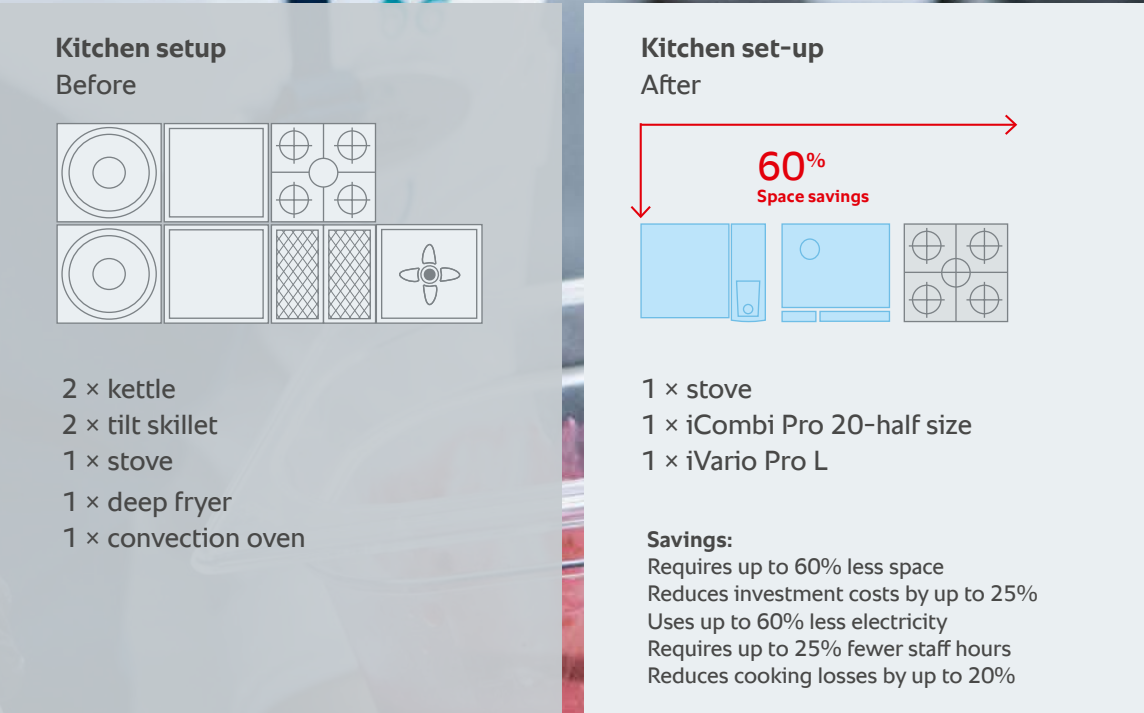 Kitchen setup
Before
2 × kettle
2 × tilt skillet
1 × stove
1 × deep fryer
1 × convection oven
Kitchen set-up
After
60%
Space savings
1 × stove
1 × iCombi Pro 20-half size
1 × iVario Pro L
Savings:
Requires up to 60% less space
Reduces investment costs by up to 25%
Uses up to 60% less electricity
Requires up to 25% fewer staff hours
Reduces cooking losses by up to 20%